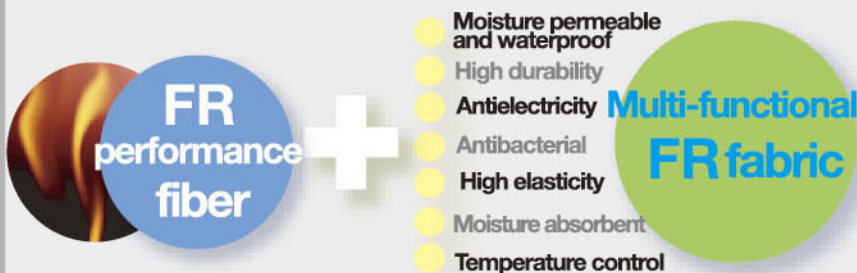 FR
performance
fiber
Moisture permeable
and waterproof
High durability
Antielectricity
Antibacterial
High elasticity
Moisture absorbent
Temperature control
Multi-functional
FR fabric